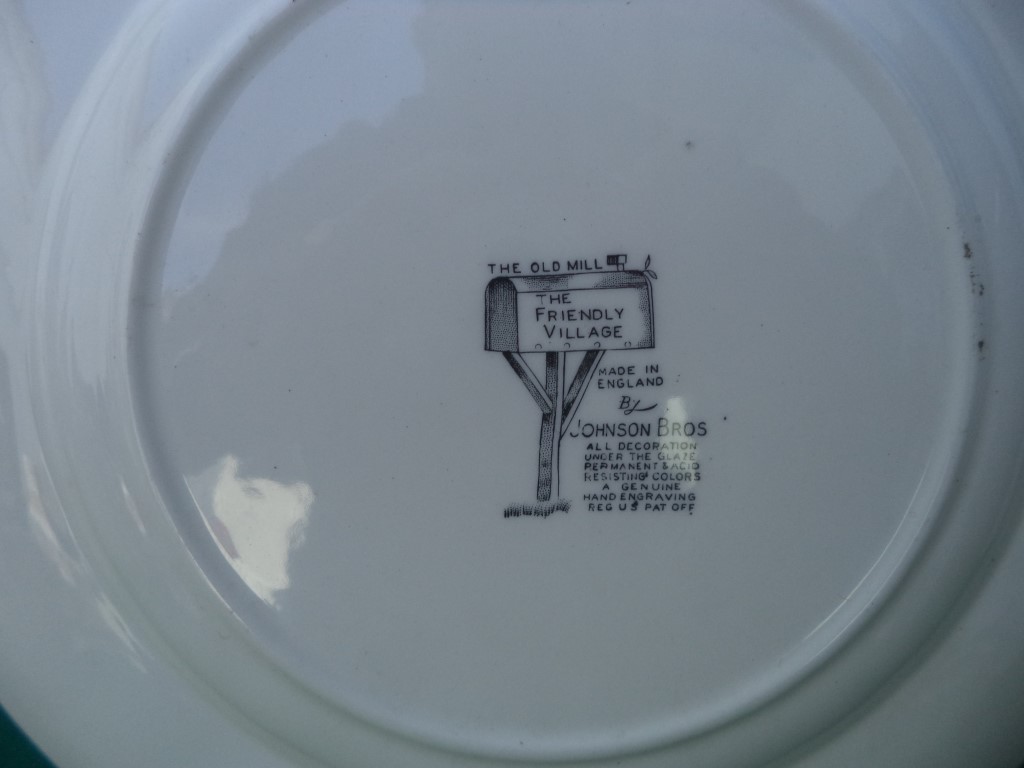 THE OLD MILL
THE
FRIENDLY
VILLAGE
MADE IN
ENGLAND
By
JOHNSON BROS
ALL DECORATION
UNDER THE GLAZE
PERMANENT & ACID
RESISTING COLORS
A GENUINE
HAND ENGRAVING
REG US PAT OFF